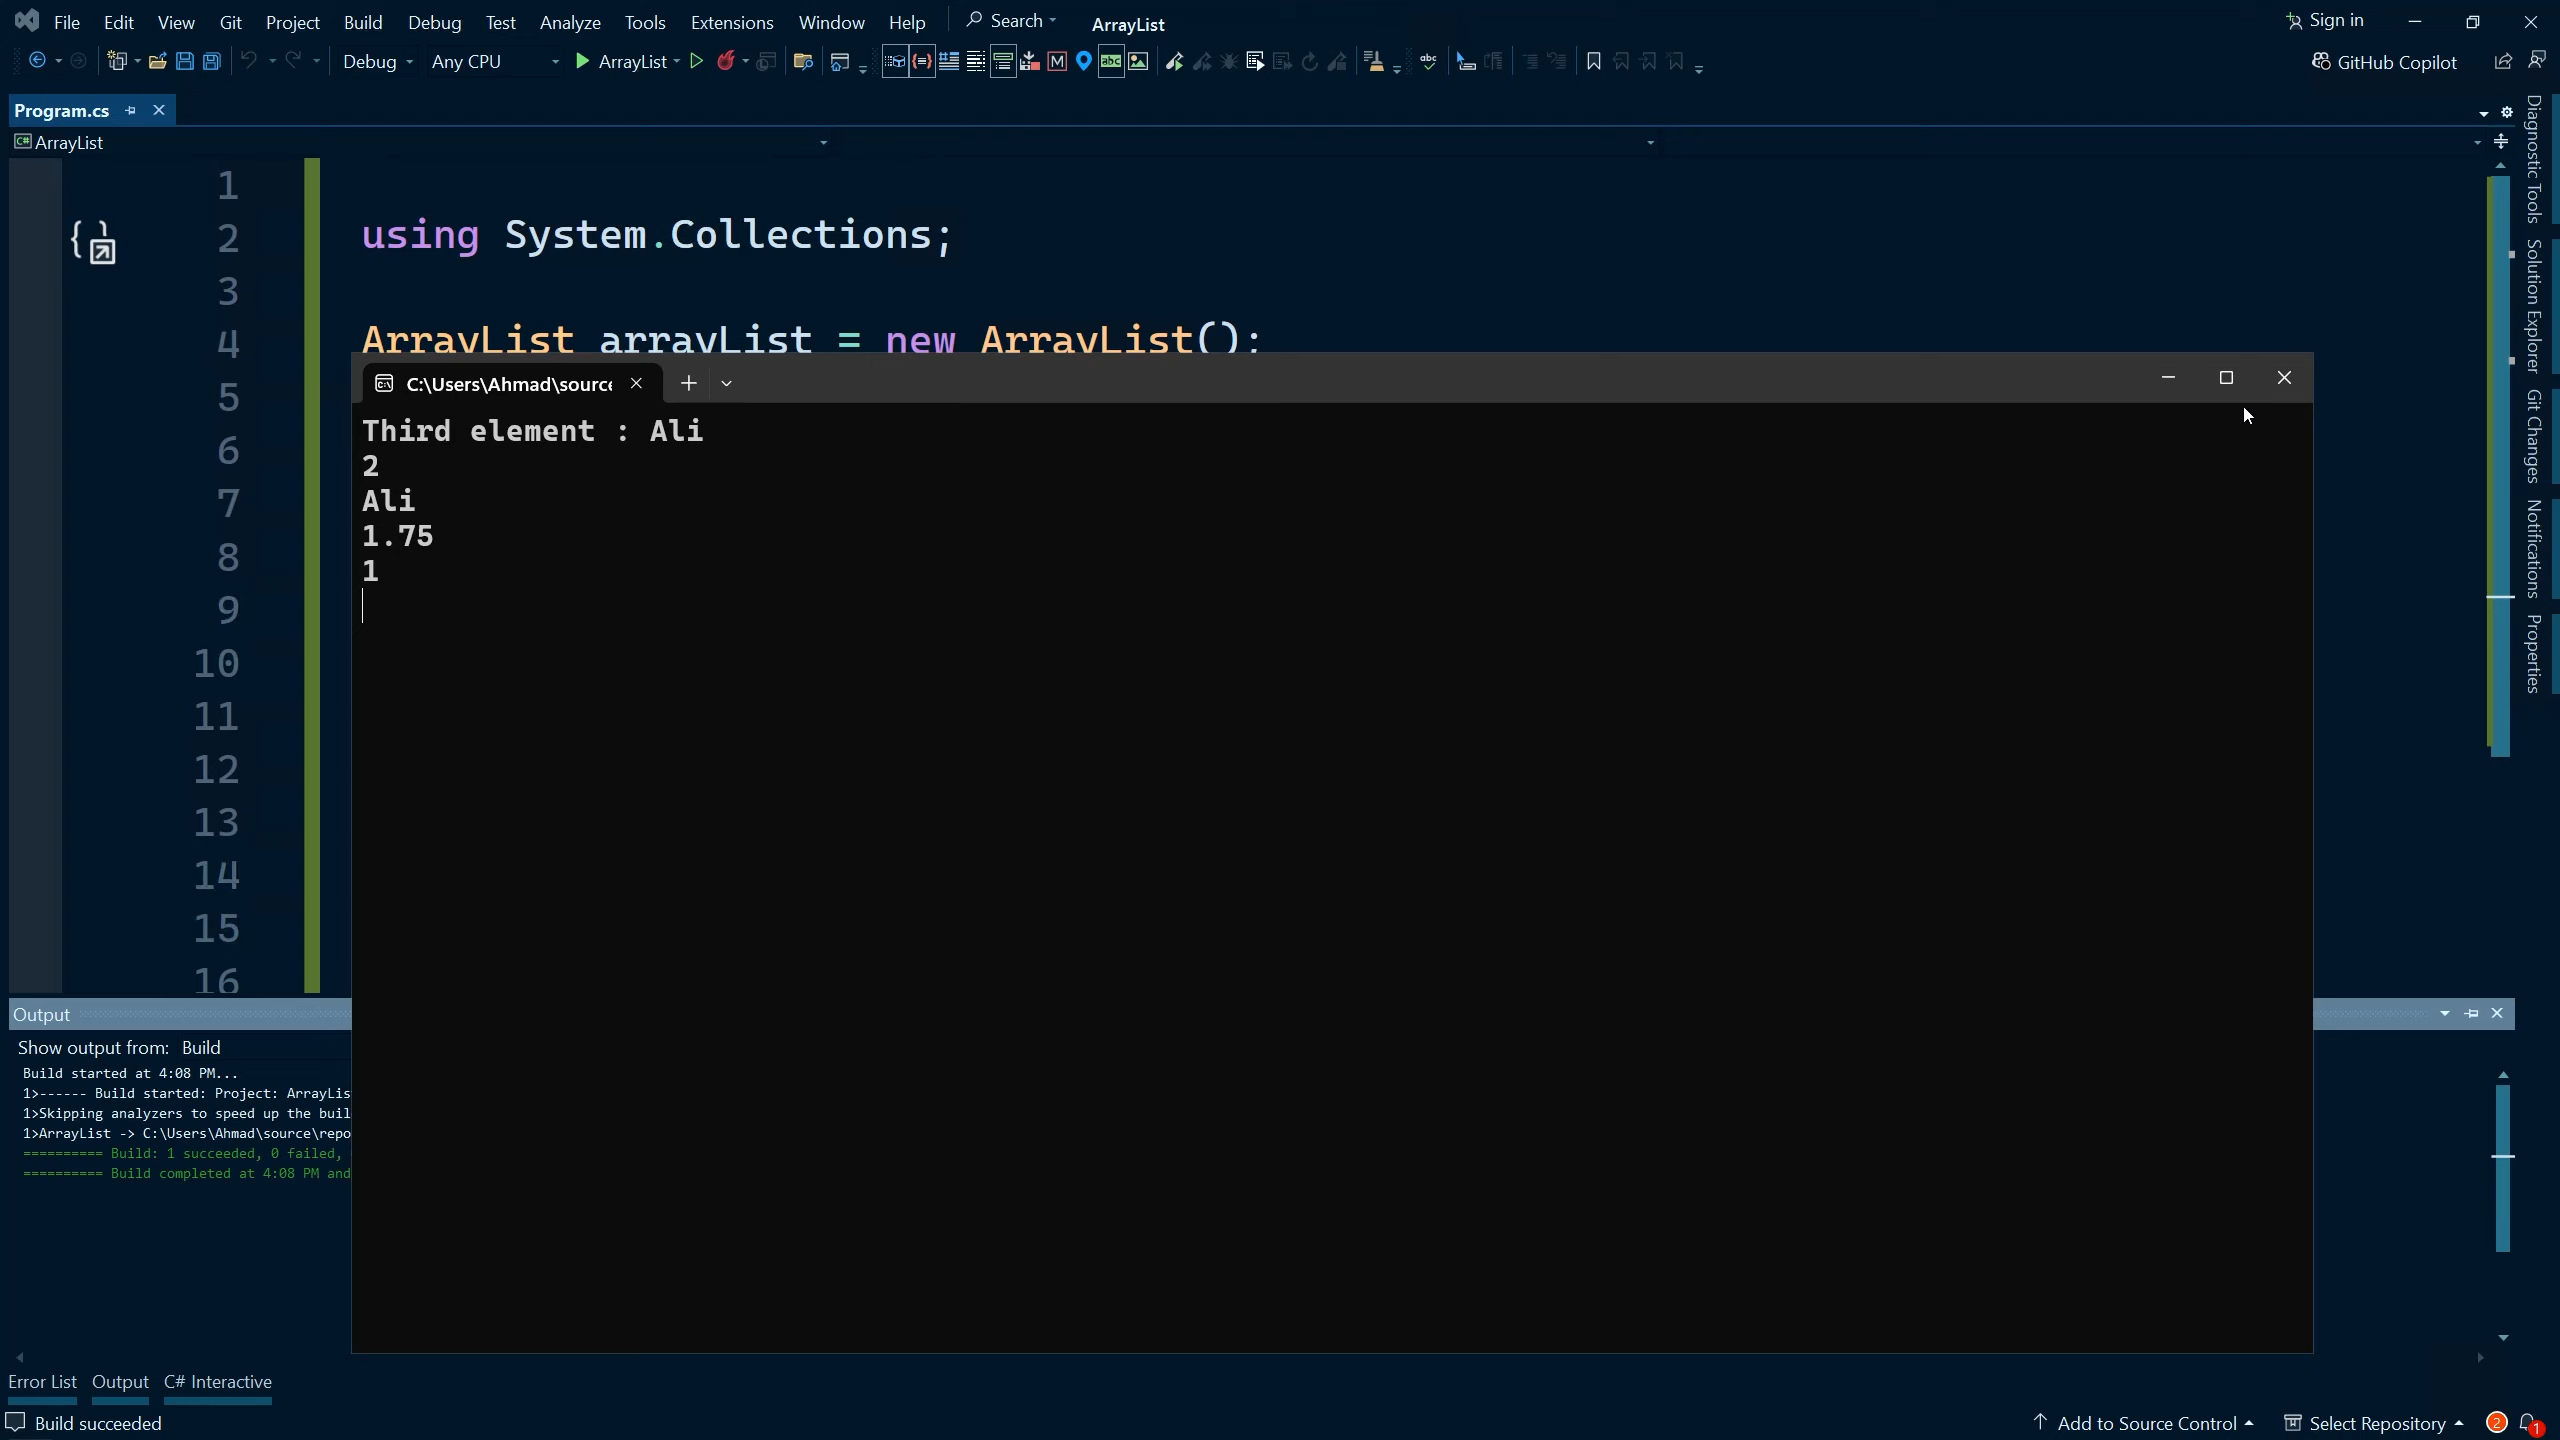 File Edit View Git Project Build Debug Test Analyze Tools Extensions Window Help Search ArrayList Sign in
Debug Any CPU ArrayList GitHub Copilot
Program.cs
C# ArrayList
1
2 using System.Collections;
3
4 ArrayList arrayList = new ArrayList();
5
6
7
8
9
10
11
12
13
14
15
16
C:\Users\Ahmad\source
Third element : Ali
2
Ali
1.75
1
Diagnostic Tools
Solution Explorer
Git Changes
Notifications
Properties
Output
Show output from: Build
Build started at 4:08 PM...
1>------ Build started: Project: ArrayLis
1>Skipping analyzers to speed up the buil
1>ArrayList -> C:\Users\Ahmad\source\repo
========== Build: 1 succeeded, 0 failed,
========== Build completed at 4:08 PM and
Error List Output C# Interactive
Build succeeded Add to Source Control Select Repository 2 1